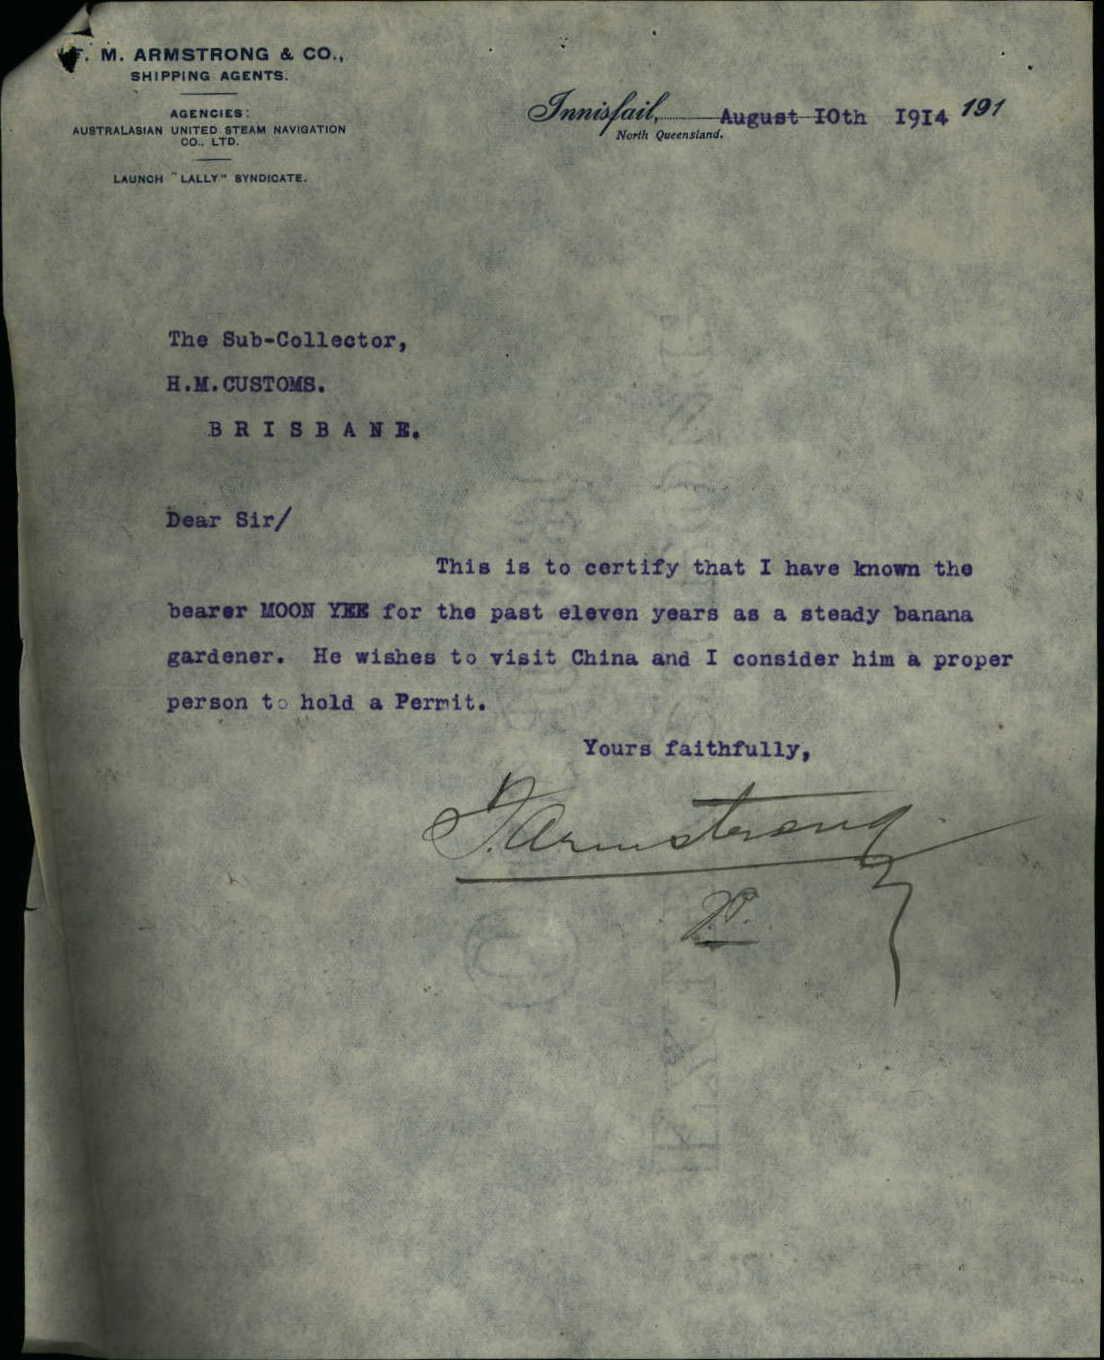 F. M. ARMSTRONG & CO.,
SHIPPING AGENTS.
AGENCIES:
AUSTRALASIAN UNITED STEAM NAVIGATION
CO., LTD.
LAUNCH "LALLY" SYNDICATE.
Innisfail, August 10th 1914 191
North Queensland.
The Sub-Collector,
H.M.CUSTOMS.
B R I S B A N E.
Dear Sir/
This is to certify that I have known the
bearer MOON YEE for the past eleven years as a steady banana
gardener. He wishes to visit China and I consider him a proper
person to hold a Permit.
Yours faithfully,
F. Armstrong
J.P.